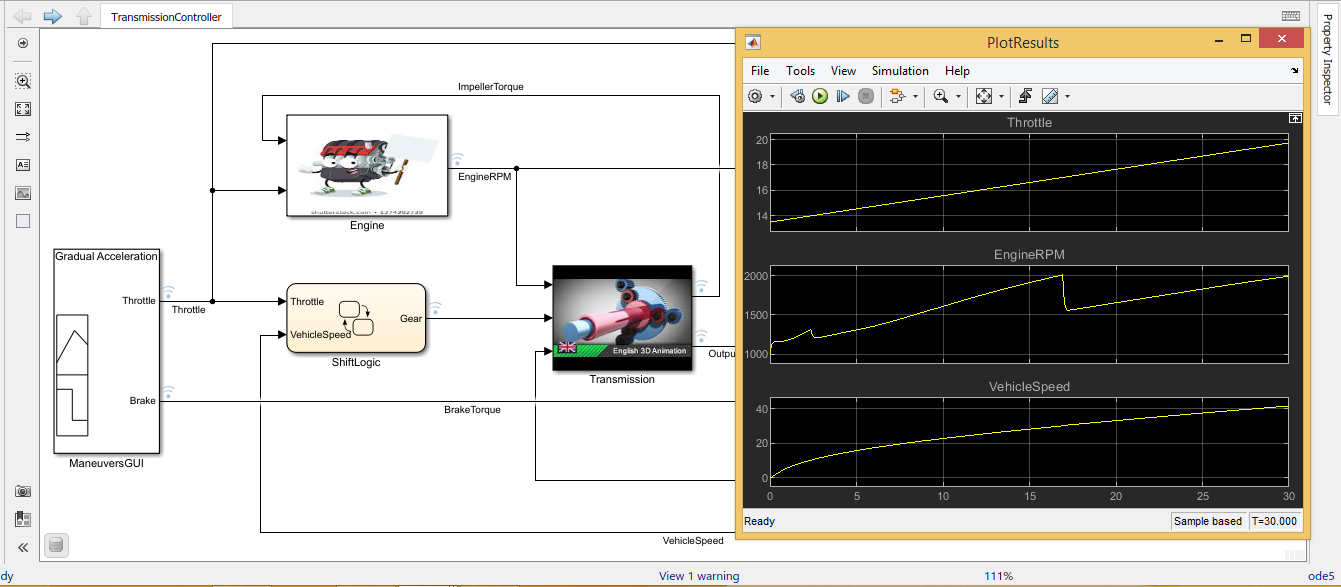 TransmissionController
ImpellerTorque
EngineRPM
shutterstock.com • 1274382739
Engine
Gradual Acceleration
Throttle
Throttle
Throttle
VehicleSpeed
Gear
ShiftLogic
English 3D Animation
Transmission
Outpu
Brake
BrakeTorque
ManeuversGUI
VehicleSpeed
PlotResults
File Tools View Simulation Help
Throttle
20
18
16
14
EngineRPM
2000
1500
1000
VehicleSpeed
40
20
0
0 5 10 15 20 25 30
Ready Sample based T=30.000
Property Inspector
dy View 1 warning 111% ode5